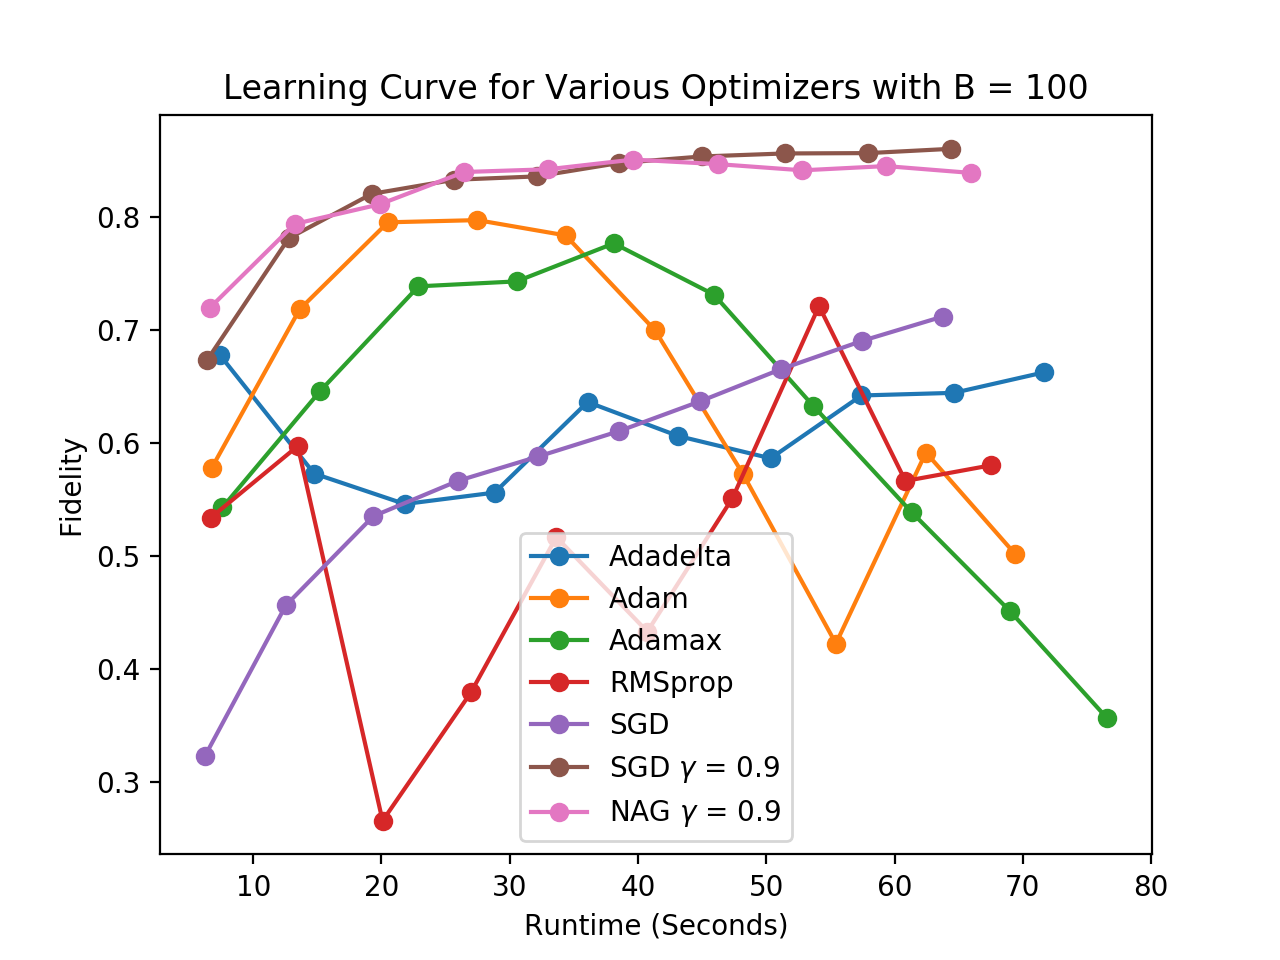 Learning Curve for Various Optimizers with B = 100
Fidelity
0.8
0.7
0.6
0.5
0.4
0.3
Adadelta
Adam
Adamax
RMSprop
SGD
SGD γ = 0.9
NAG γ = 0.9
10 20 30 40 50 60 70 80
Runtime (Seconds)